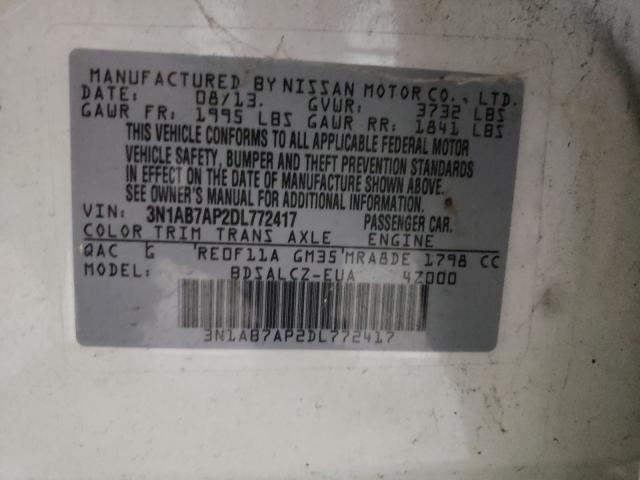 MANUFACTURED BY NISSAN MOTOR CO., LTD.
DATE: 08/13. GVWR: 3732 LBS
GAWR FR: 1995 LBS GAWR RR: 1841 LBS
THIS VEHICLE CONFORMS TO ALL APPLICABLE FEDERAL MOTOR
VEHICLE SAFETY, BUMPER AND THEFT PREVENTION STANDARDS
IN EFFECT ON THE DATE OF MANUFACTURE SHOWN ABOVE.
SEE OWNER'S MANUAL FOR ADDITIONAL INFORMATION.
VIN: 3N1AB7AP2DL772417 PASSENGER CAR.
COLOR TRIM TRANS AXLE ENGINE
QAC G RE0F11A GM35 MRA8DE 1798 CC
MODEL: BDSALCZ-EUA 4Z000
3N1AB7AP2DL772417